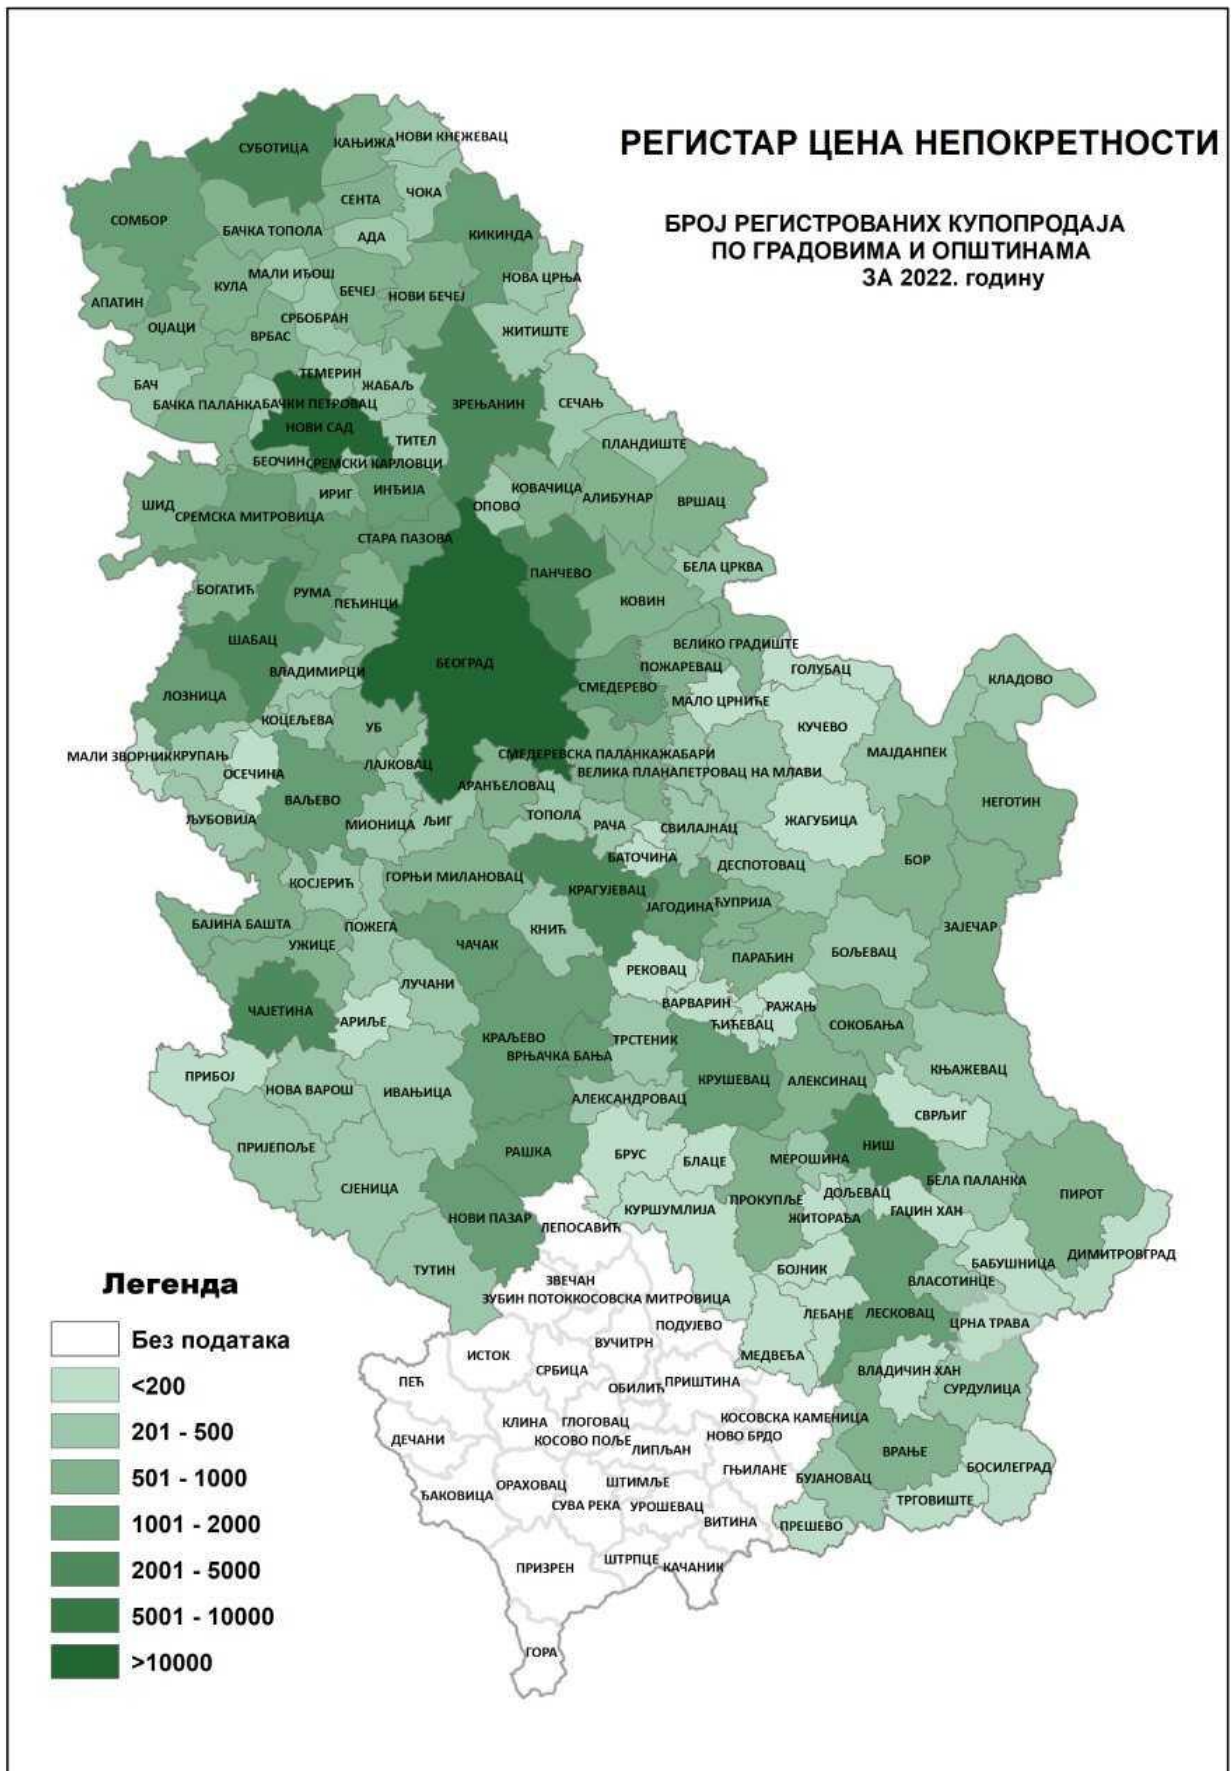 РЕГИСТАР ЦЕНА НЕПОКРЕТНОСТИ
БРОЈ РЕГИСТРОВАНИХ КУПОПРОДАЈА
ПО ГРАДОВИМА И ОПШТИНАМА
ЗА 2022. годину
СУБОТИЦА
КАЊИЖА
НОВИ КНЕЖЕВАЦ
СОМБОР
СЕНТА
ЧОКА
БАЧКА ТОПОЛА
АДА
КИКИНДА
МАЛИ ИЂОШ
НОВА ЦРЊА
АПАТИН
КУЛА
БЕЧЕЈ
НОВИ БЕЧЕЈ
ОЏАЦИ
СРБОБРАН
ВРБАС
ЖИТИШТЕ
БАЧ
ТЕМЕРИН
ЖАБАЉ
БАЧКА ПАЛАНКА
БАЧКИ ПЕТРОВАЦ
ЗРЕЊАНИН
СЕЧАЊ
НОВИ САД
ТИТЕЛ
ПЛАНДИШТЕ
БЕОЧИН
СРЕМСКИ КАРЛОВЦИ
ШИД
СРЕМСКА МИТРОВИЦА
ИРИГ
ИНЂИЈА
ОПОВО
КОВАЧИЦА
АЛИБУНАР
ВРШАЦ
СТАРА ПАЗОВА
БОГАТИЋ
РУМА
ПЕЋИНЦИ
ПАНЧЕВО
БЕЛА ЦРКВА
КОВИН
ШАБАЦ
ВЛАДИМИРЦИ
БЕОГРАД
ВЕЛИКО ГРАДИШТЕ
ПОЖАРЕВАЦ
ГОЛУБАЦ
КЛАДОВО
ЛОЗНИЦА
СМЕДЕРЕВО
МАЛО ЦРНИЋЕ
КОЦЕЉЕВА
УБ
КУЧЕВО
МАЛИ ЗВОРНИК
КРУПАЊ
ОСЕЧИНА
ЛАЈКОВАЦ
СМЕДЕРЕВСКА ПАЛАНКА
ЖАБАРИ
МАЈДАНПЕК
ВЕЛИКА ПЛАНА
ПЕТРОВАЦ НА МЛАВИ
ВАЉЕВО
АРАНЂЕЛОВАЦ
НЕГОТИН
ЉУБОВИЈА
МИОНИЦА
ЉИГ
ТОПОЛА
РАЧА
СВИЛАЈНАЦ
ЖАГУБИЦА
БАТОЧИНА
ДЕСПОТОВАЦ
БОР
КОСЈЕРИЋ
ГОРЊИ МИЛАНОВАЦ
КРАГУЈЕВАЦ
ЈАГОДИНА
ЋУПРИЈА
БАЈИНА БАШТА
ПОЖЕГА
КНИЋ
ЗАЈЕЧАР
УЖИЦЕ
ЧАЧАК
ПАРАЋИН
БОЉЕВАЦ
РЕКОВАЦ
ЛУЧАНИ
ЧАЈЕТИНА
АРИЉЕ
ВАРВАРИН
РАЖАЊ
ЋИЋЕВАЦ
СОКОБАЊА
КРАЉЕВО
ТРСТЕНИК
ВРЊАЧКА БАЊА
ПРИБОЈ
НОВА ВАРОШ
ИВАЊИЦА
КРУШЕВАЦ
АЛЕКСИНАЦ
КЊАЖЕВАЦ
АЛЕКСАНДРОВАЦ
СВРЉИГ
ПРИЈЕПОЉЕ
РАШКА
БРУС
БЛАЦЕ
МЕРОШИНА
НИШ
СЈЕНИЦА
БЕЛА ПАЛАНКА
ПИРОТ
НОВИ ПАЗАР
КУРШУМЛИЈА
ПРОКУПЉЕ
ДОЉЕВАЦ
ЖИТОРАЂА
ГАЏИН ХАН
ЛЕПОСАВИЋ
ТУТИН
БОЈНИК
БАБУШНИЦА
ДИМИТРОВГРАД
ЗВЕЧАН
ВЛАСОТИНЦЕ
ЗУБИН ПОТОК
КОСОВСКА МИТРОВИЦА
ЛЕБАНЕ
ЛЕСКОВАЦ
ЦРНА ТРАВА
ПОДУЈЕВО
ИСТОК
ВУЧИТРН
МЕДВЕЂА
ПЕЋ
СРБИЦА
ОБИЛИЋ
ПРИШТИНА
ВЛАДИЧИН ХАН
СУРДУЛИЦА
КЛИНА
ГЛОГОВАЦ
КОСОВСКА КАМЕНИЦА
ДЕЧАНИ
КОСОВО ПОЉЕ
ЛИПЉАН
НОВО БРДО
ВРАЊЕ
ГЊИЛАНЕ
БУЈАНОВАЦ
БОСИЛЕГРАД
ЂАКОВИЦА
ОРАХОВАЦ
ШТИМЉЕ
СУВА РЕКА
УРОШЕВАЦ
ВИТИНА
ТРГОВИШТЕ
ПРЕШЕВО
ПРИЗРЕН
ШТРПЦЕ
КАЧАНИК
ГОРА
Легенда
Без података
<200
201 - 500
501 - 1000
1001 - 2000
2001 - 5000
5001 - 10000
>10000